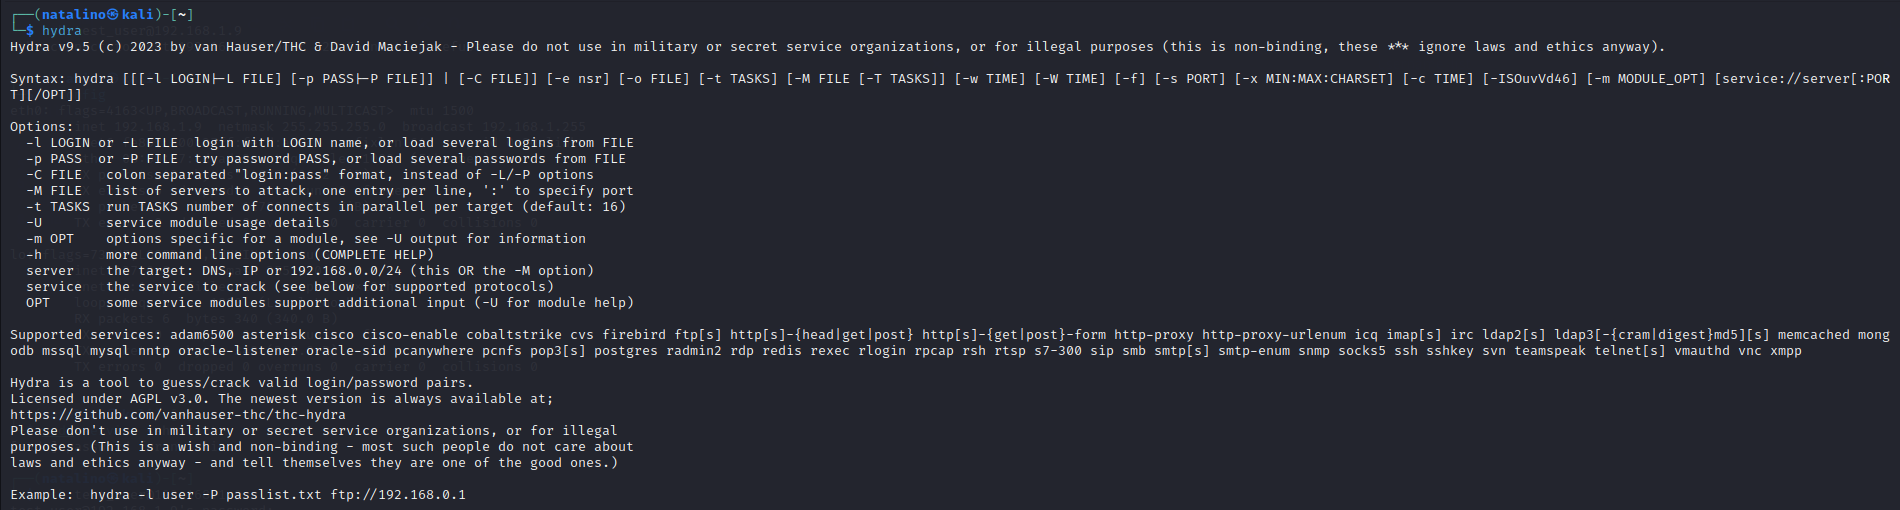 ┌──(natalino㉿kali)-[~]
└─$ hydra
Hydra v9.5 (c) 2023 by van Hauser/THC & David Maciejak - Please do not use in military or secret service organizations, or for illegal purposes (this is non-binding, these *** ignore laws and ethics anyway).

Syntax: hydra [[[-l LOGIN|-L FILE] [-p PASS|-P FILE]] | [-C FILE]] [-e nsr] [-o FILE] [-t TASKS] [-M FILE [-T TASKS]] [-w TIME] [-W TIME] [-f] [-s PORT] [-x MIN:MAX:CHARSET] [-c TIME] [-ISOuvVd46] [-m MODULE_OPT] [service://server[:POR
T][/OPT]]

Options:
  -l LOGIN or -L FILE  login with LOGIN name, or load several logins from FILE
  -p PASS  or -P FILE  try password PASS, or load several passwords from FILE
  -C FILE   colon separated "login:pass" format, instead of -L/-P options
  -M FILE   list of servers to attack, one entry per line, ':' to specify port
  -t TASKS  run TASKS number of connects in parallel per target (default: 16)
  -U        service module usage details
  -m OPT    options specific for a module, see -U output for information
  -h        more command line options (COMPLETE HELP)
  server    the target: DNS, IP or 192.168.0.0/24 (this OR the -M option)
  service   the service to crack (see below for supported protocols)
  OPT       some service modules support additional input (-U for module help)

Supported services: adam6500 asterisk cisco cisco-enable cobaltstrike cvs firebird ftp[s] http[s]-{head|get|post} http[s]-{get|post}-form http-proxy http-proxy-urlenum icq imap[s] irc ldap2[s] ldap3[-{cram|digest}md5][s] memcached mong
odb mssql mysql nntp oracle-listener oracle-sid pcanywhere pcnfs pop3[s] postgres radmin2 rdp redis rexec rlogin rpcap rsh rtsp s7-300 sip smb smtp[s] smtp-enum snmp socks5 ssh sshkey svn teamspeak telnet[s] vmauthd vnc xmpp

Hydra is a tool to guess/crack valid login/password pairs.
Licensed under AGPL v3.0. The newest version is always available at;
https://github.com/vanhauser-thc/thc-hydra
Please don't use in military or secret service organizations, or for illegal
purposes. (This is a wish and non-binding - most such people do not care about
laws and ethics anyway - and tell themselves they are one of the good ones.)

Example:  hydra -l user -P passlist.txt ftp://192.168.0.1